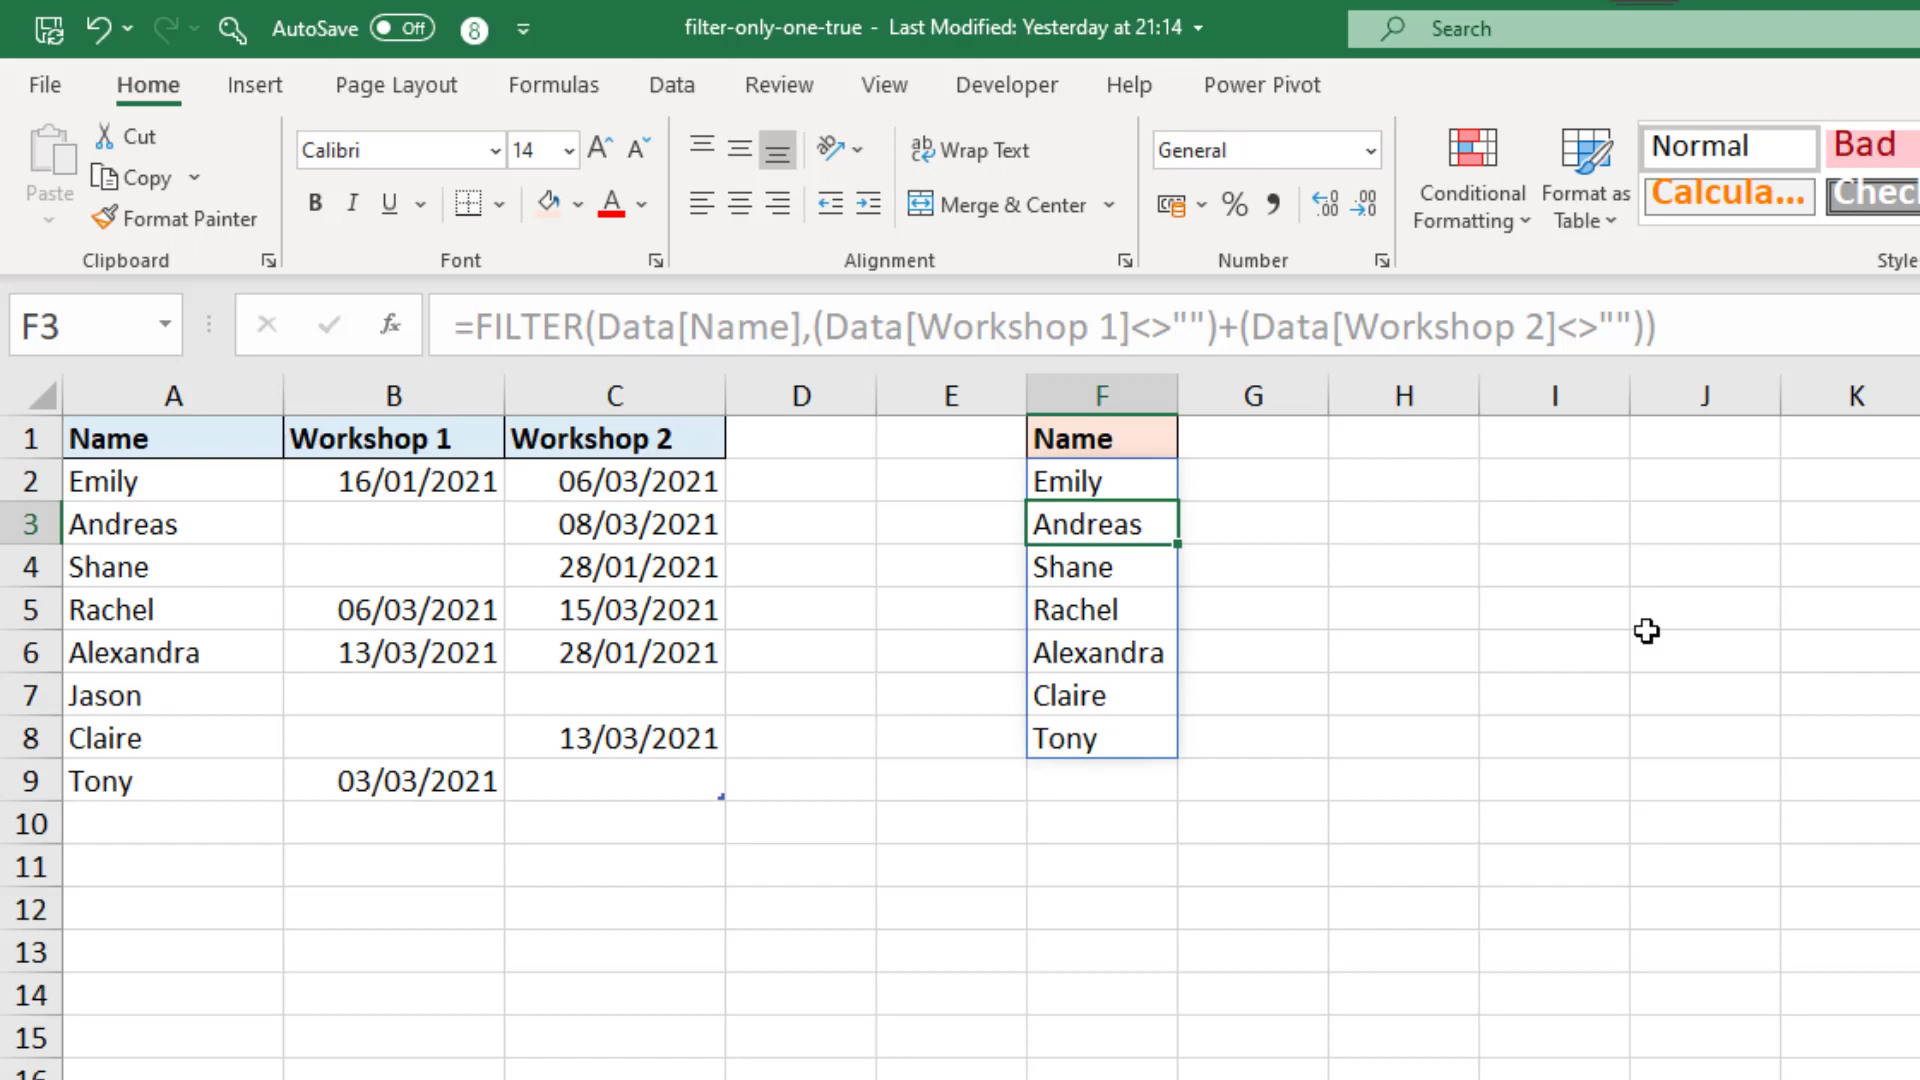 AutoSave Off 8 filter-only-one-true - Last Modified: Yesterday at 21:14 Search
File Home Insert Page Layout Formulas Data Review View Developer Help Power Pivot
Paste
Cut
Copy
Format Painter
Clipboard
Calibri 14
B I U
Font
Wrap Text
Merge & Center
Alignment
General
% 
Number
Conditional Formatting
Format as Table
Normal Bad
Calcula... Chec
Style
F3 fx =FILTER(Data[Name],(Data[Workshop 1]<>"")+(Data[Workshop 2]<>""))
A B C D E F G H I J K
1 Name Workshop 1 Workshop 2 Name
2 Emily 16/01/2021 06/03/2021 Emily
3 Andreas 08/03/2021 Andreas
4 Shane 28/01/2021 Shane
5 Rachel 06/03/2021 15/03/2021 Rachel
6 Alexandra 13/03/2021 28/01/2021 Alexandra
7 Jason Claire
8 Claire 13/03/2021 Tony
9 Tony 03/03/2021
10
11
12
13
14
15
16